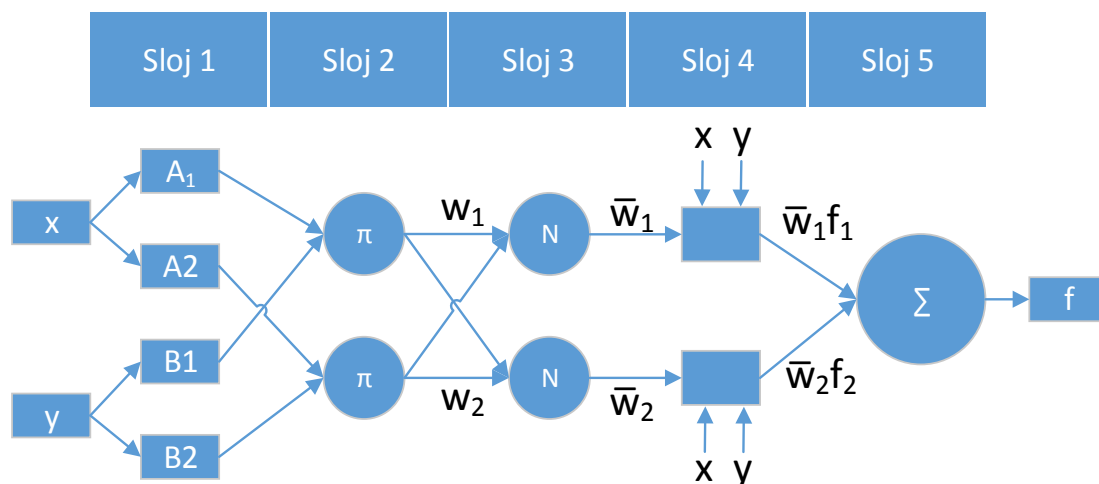 Sloj 1 Sloj 2 Sloj 3 Sloj 4 Sloj 5
x y
A₁
x π w₁ N w̅₁ w̅₁f₁
A2
Σ f
B1
π w₂ N w̅₂ w̅₂f₂
y
B2
x y